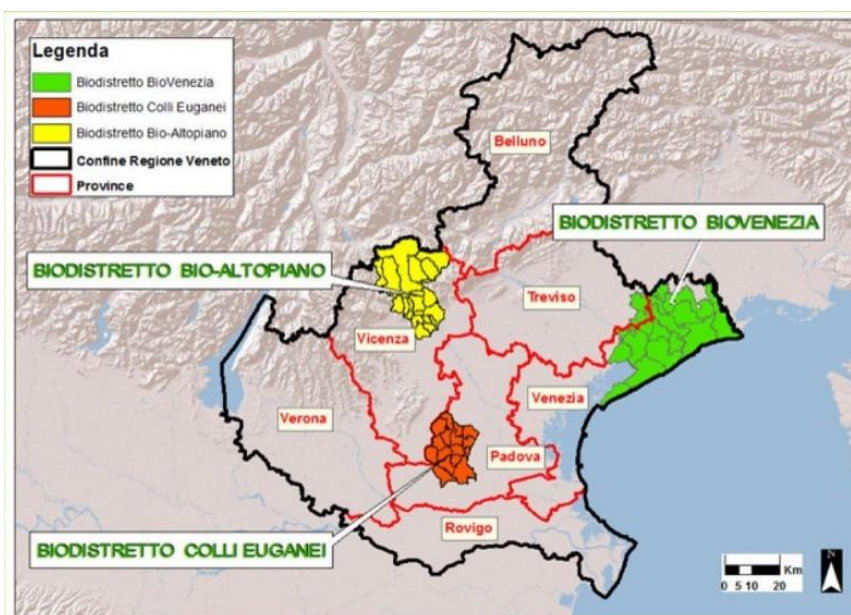 Legenda
Biodistretto BioVenezia
Biodistretto Colli Euganei
Biodistretto Bio-Altopiano
Confine Regione Veneto
Province
Belluno
BIODISTRETTO BIOVENEZIA
BIODISTRETTO BIO-ALTOPIANO
Treviso
Vicenza
Venezia
Verona
Padova
Rovigo
BIODISTRETTO COLLI EUGANEI
Km
0 5 10 20
N